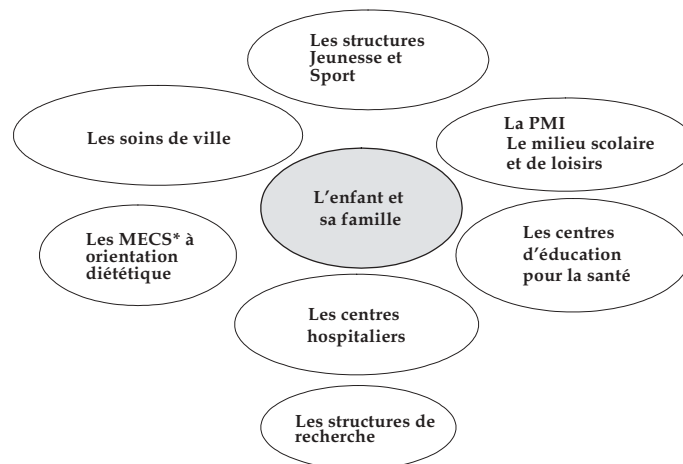 Les structures
Jeunesse et
Sport
Les soins de ville
La PMI
Le milieu scolaire
et de loisirs
L'enfant et
sa famille
Les MECS* à
orientation
diététique
Les centres
d'éducation
pour la santé
Les centres
hospitaliers
Les structures de
recherche